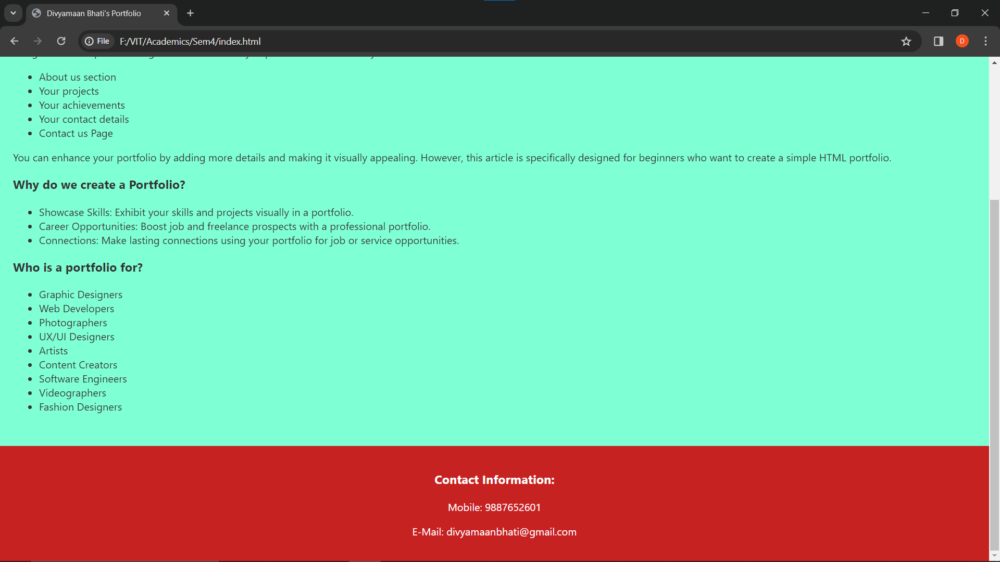 Divyamaan Bhati's Portfolio
File F:/VIT/Academics/Sem4/index.html
D
About us section
Your projects
Your achievements
Your contact details
Contact us Page
You can enhance your portfolio by adding more details and making it visually appealing. However, this article is specifically designed for beginners who want to create a simple HTML portfolio.
Why do we create a Portfolio?
Showcase Skills: Exhibit your skills and projects visually in a portfolio.
Career Opportunities: Boost job and freelance prospects with a professional portfolio.
Connections: Make lasting connections using your portfolio for job or service opportunities.
Who is a portfolio for?
Graphic Designers
Web Developers
Photographers
UX/UI Designers
Artists
Content Creators
Software Engineers
Videographers
Fashion Designers
Contact Information:
Mobile: 9887652601
E-Mail: divyamaanbhati@gmail.com